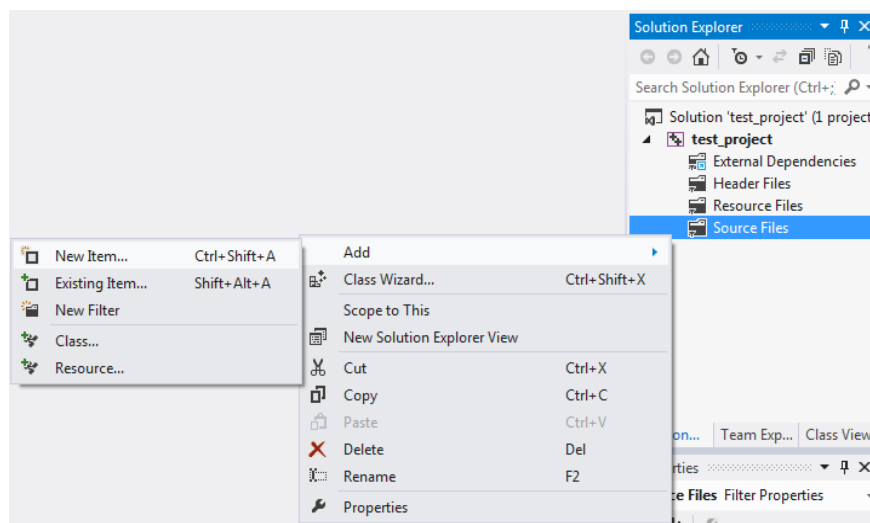 Solution Explorer
Search Solution Explorer (Ctrl+;
Solution 'test_project' (1 project
test_project
External Dependencies
Header Files
Resource Files
Source Files
New Item... Ctrl+Shift+A
Existing Item... Shift+Alt+A
New Filter
Class...
Resource...
Add
Class Wizard... Ctrl+Shift+X
Scope to This
New Solution Explorer View
Cut Ctrl+X
Copy Ctrl+C
Paste Ctrl+V
Delete Del
Rename F2
Properties
on... Team Exp... Class View
rties
ce Files Filter Properties